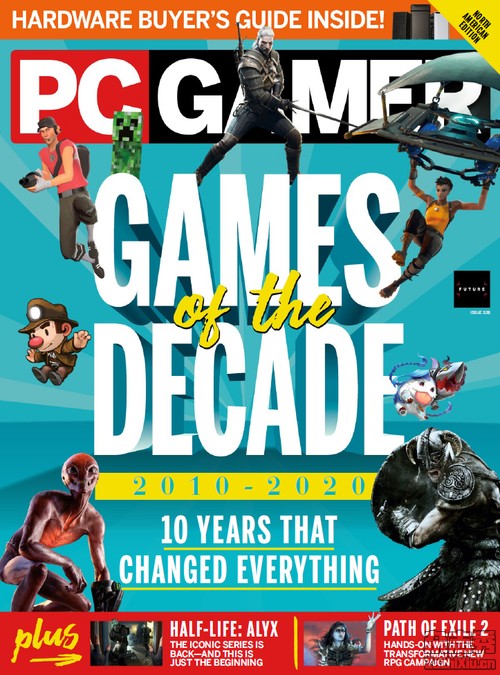 HARDWARE BUYER'S GUIDE INSIDE!
NORTH
AMERICAN
EDITION
PC GAMER
GAMES
of the
DECADE
FUTURE
2010-2020
10 YEARS THAT
CHANGED EVERYTHING
plus
HALF-LIFE: ALYX
THE ICONIC SERIES IS
BACK—AND THIS IS
JUST THE BEGINNING
PATH OF EXILE 2
HANDS-ON WITH THE
TRANSFORMATIVE NEW
RPG CAMPAIGN